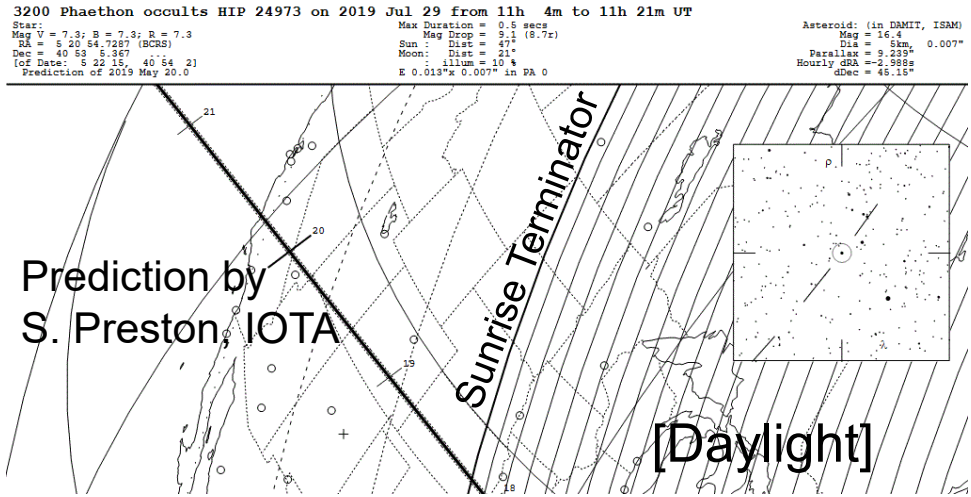 3200 Phaethon occults HIP 24973 on 2019 Jul 29 from 11h  4m to 11h 21m UT
Star:
Mag V = 7.3; B = 7.3; R = 7.3
RA =  5 20 54.7287 (BCRS)
Dec =  40 53  5.367  ...
[of Date:  5 22 15,  40 54  2]
Prediction of 2019 May 20.0
Max Duration =  0.5 secs
Mag Drop =  9.1 (8.7r)
Sun :   Dist =  47°
Moon:   Dist =  21°
:  illum = 10 %
E 0.013"x 0.007" in PA 0
Asteroid: (in DAMIT, ISAM)
Mag = 16.4
Dia =   5km,  0.007"
Parallax = 9.239"
Hourly dRA =-2.988s
dDec = 45.15"
21
20
19
18
Sunrise Terminator
Prediction by
S. Preston, IOTA
[Daylight]
ρ